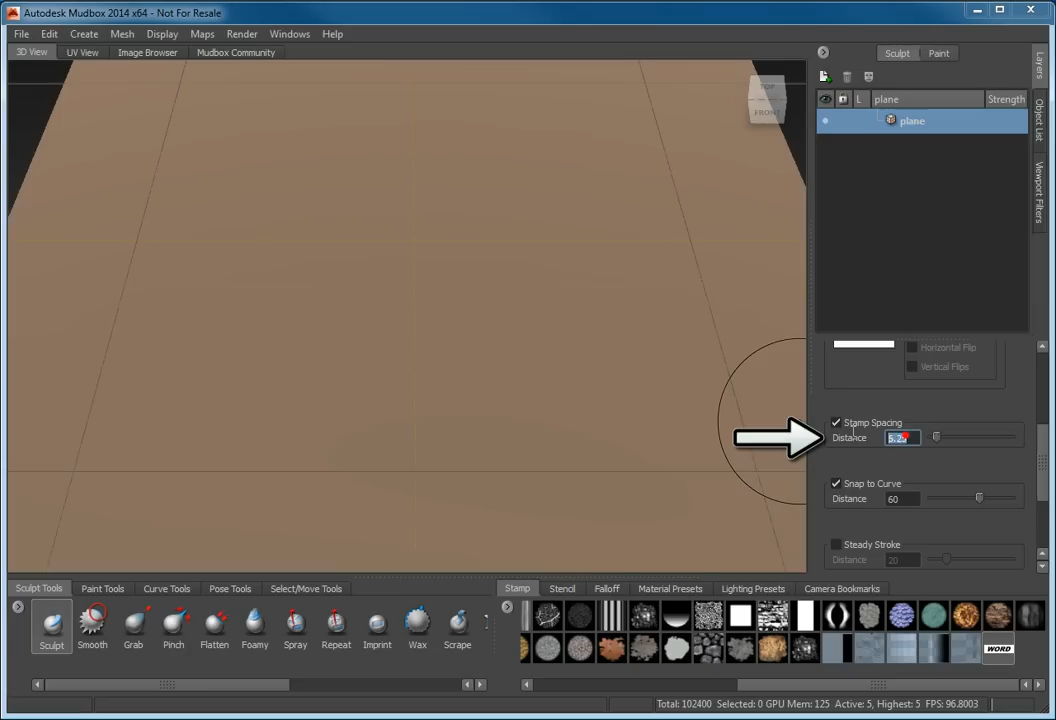 Autodesk Mudbox 2014 x64 - Not For Resale
File Edit Create Mesh Display Maps Render Windows Help
3D View UV View Image Browser Mudbox Community
Sculpt Paint
Layers
Object List
Viewport Filters
L plane Strength
plane
TOP
FRONT
Horizontal Flip
Vertical Flips
Stamp Spacing
Distance
Snap to Curve
Distance 60
Steady Stroke
Distance 20
Sculpt Tools Paint Tools Curve Tools Pose Tools Select/Move Tools
Stamp Stencil Falloff Material Presets Lighting Presets Camera Bookmarks
Sculpt Smooth Grab Pinch Flatten Foamy Spray Repeat Imprint Wax Scrape
WORD
Total: 102400 Selected: 0 GPU Mem: 125 Active: 5, Highest: 5 FPS: 96.8003